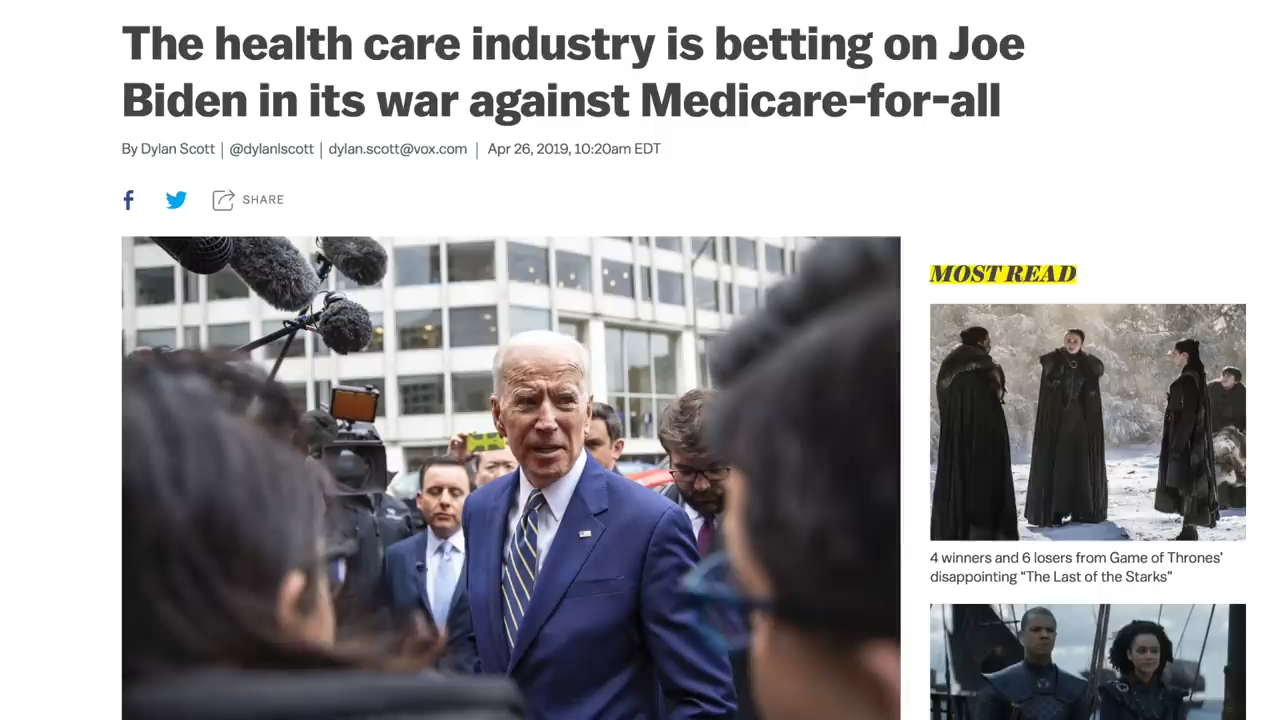 The health care industry is betting on Joe
Biden in its war against Medicare-for-all
By Dylan Scott | @dylanlscott | dylan.scott@vox.com | Apr 26, 2019, 10:20am EDT
SHARE
MOST READ
4 winners and 6 losers from Game of Thrones'
disappointing “The Last of the Starks”